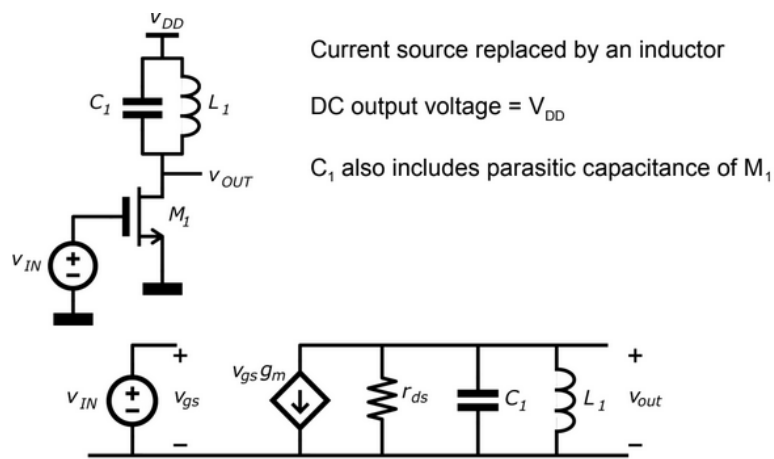 v_DD
Current source replaced by an inductor
C_1 L_1
DC output voltage = V_DD
v_OUT
C_1 also includes parasitic capacitance of M_1
M_1
v_IN + −
v_IN + − + v_gs − v_gs g_m r_ds C_1 L_1 + v_out −